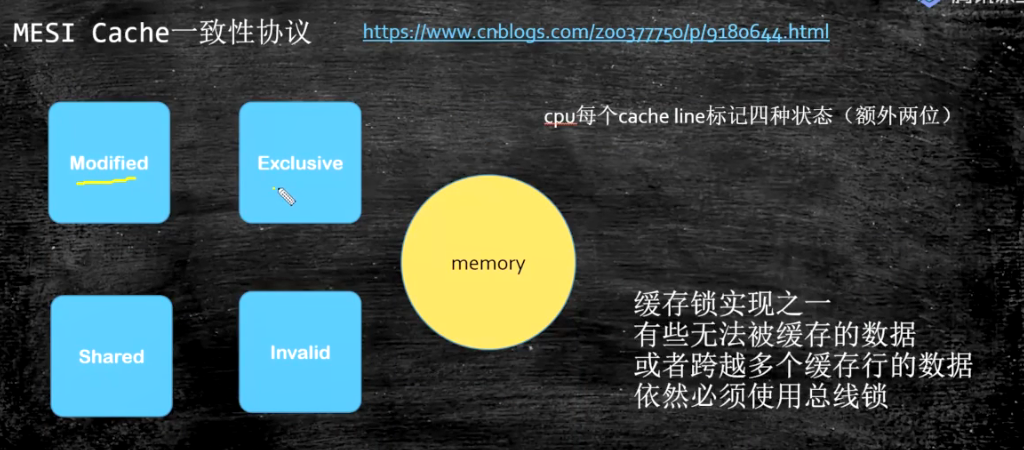 MESI Cache一致性协议
https://www.cnblogs.com/z00377750/p/9180644.html
cpu每个cache line标记四种状态（额外两位）
Modified
Exclusive
memory
Shared
Invalid
缓存锁实现之一
有些无法被缓存的数据
或者跨越多个缓存行的数据
依然必须使用总线锁